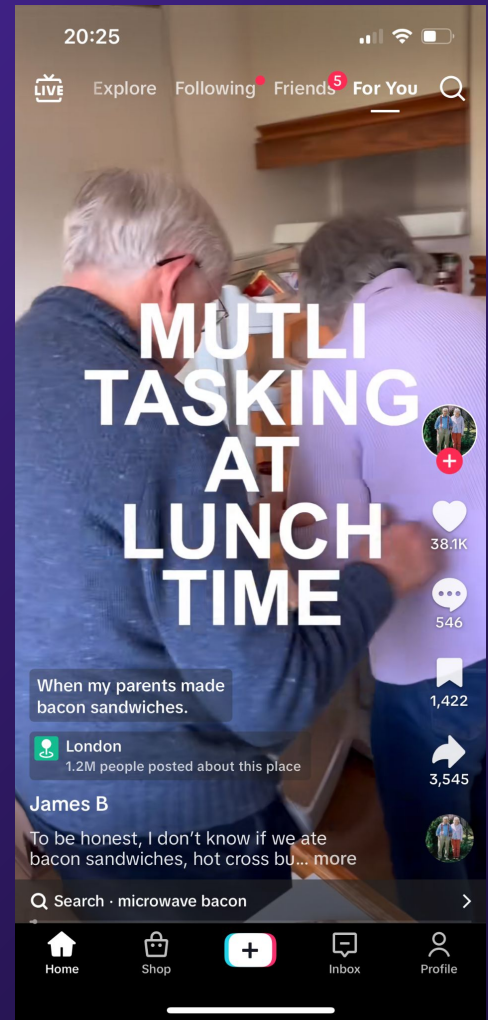 20:25
LIVE
Explore Following Friends 5 For You
MUTLI
TASKING
AT
LUNCH
TIME
38.1K
546
1,422
3,545
When my parents made
bacon sandwiches.
London
1.2M people posted about this place
James B
To be honest, I don’t know if we ate
bacon sandwiches, hot cross bu... more
Search · microwave bacon
Home Shop Inbox Profile